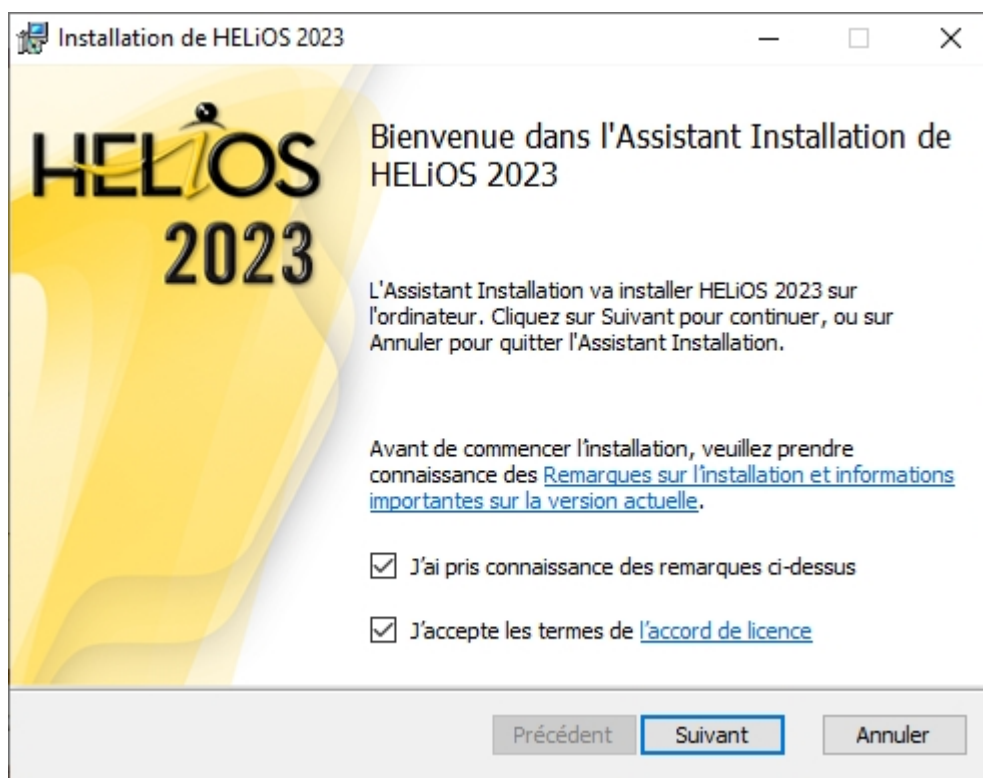 Installation de HELiOS 2023
HELiOS
2023
Bienvenue dans l'Assistant Installation de
HELiOS 2023
L'Assistant Installation va installer HELiOS 2023 sur
l'ordinateur. Cliquez sur Suivant pour continuer, ou sur
Annuler pour quitter l'Assistant Installation.
Avant de commencer l'installation, veuillez prendre
connaissance des Remarques sur l'installation et informations
importantes sur la version actuelle.
J'ai pris connaissance des remarques ci-dessus
J'accepte les termes de l'accord de licence
Précédent
Suivant
Annuler